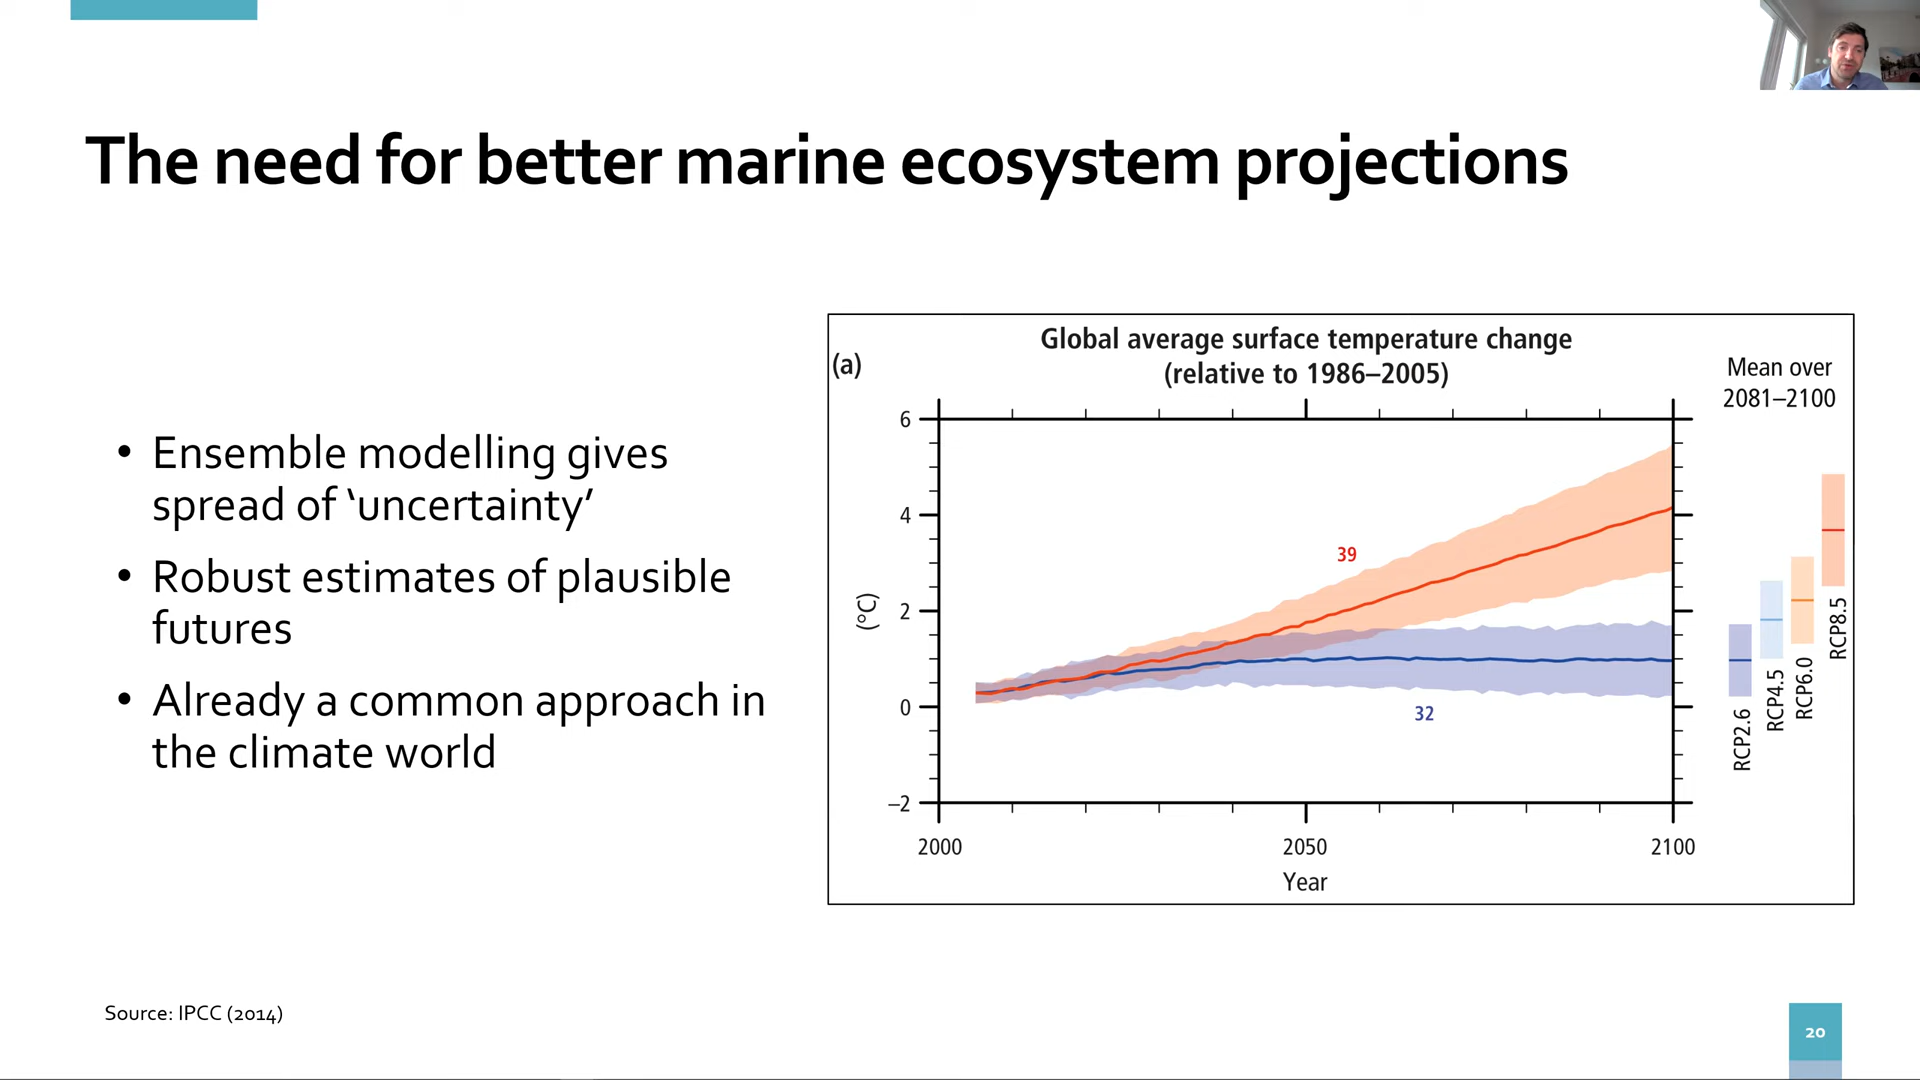 The need for better marine ecosystem projections
• Ensemble modelling gives
spread of ‘uncertainty’
• Robust estimates of plausible
futures
• Already a common approach in
the climate world
Global average surface temperature change
(relative to 1986–2005)
(a)
Mean over
2081–2100
6
4
2
0
–2
(°C)
39
32
2000
2050
2100
Year
RCP2.6
RCP4.5
RCP6.0
RCP8.5
Source: IPCC (2014)
20